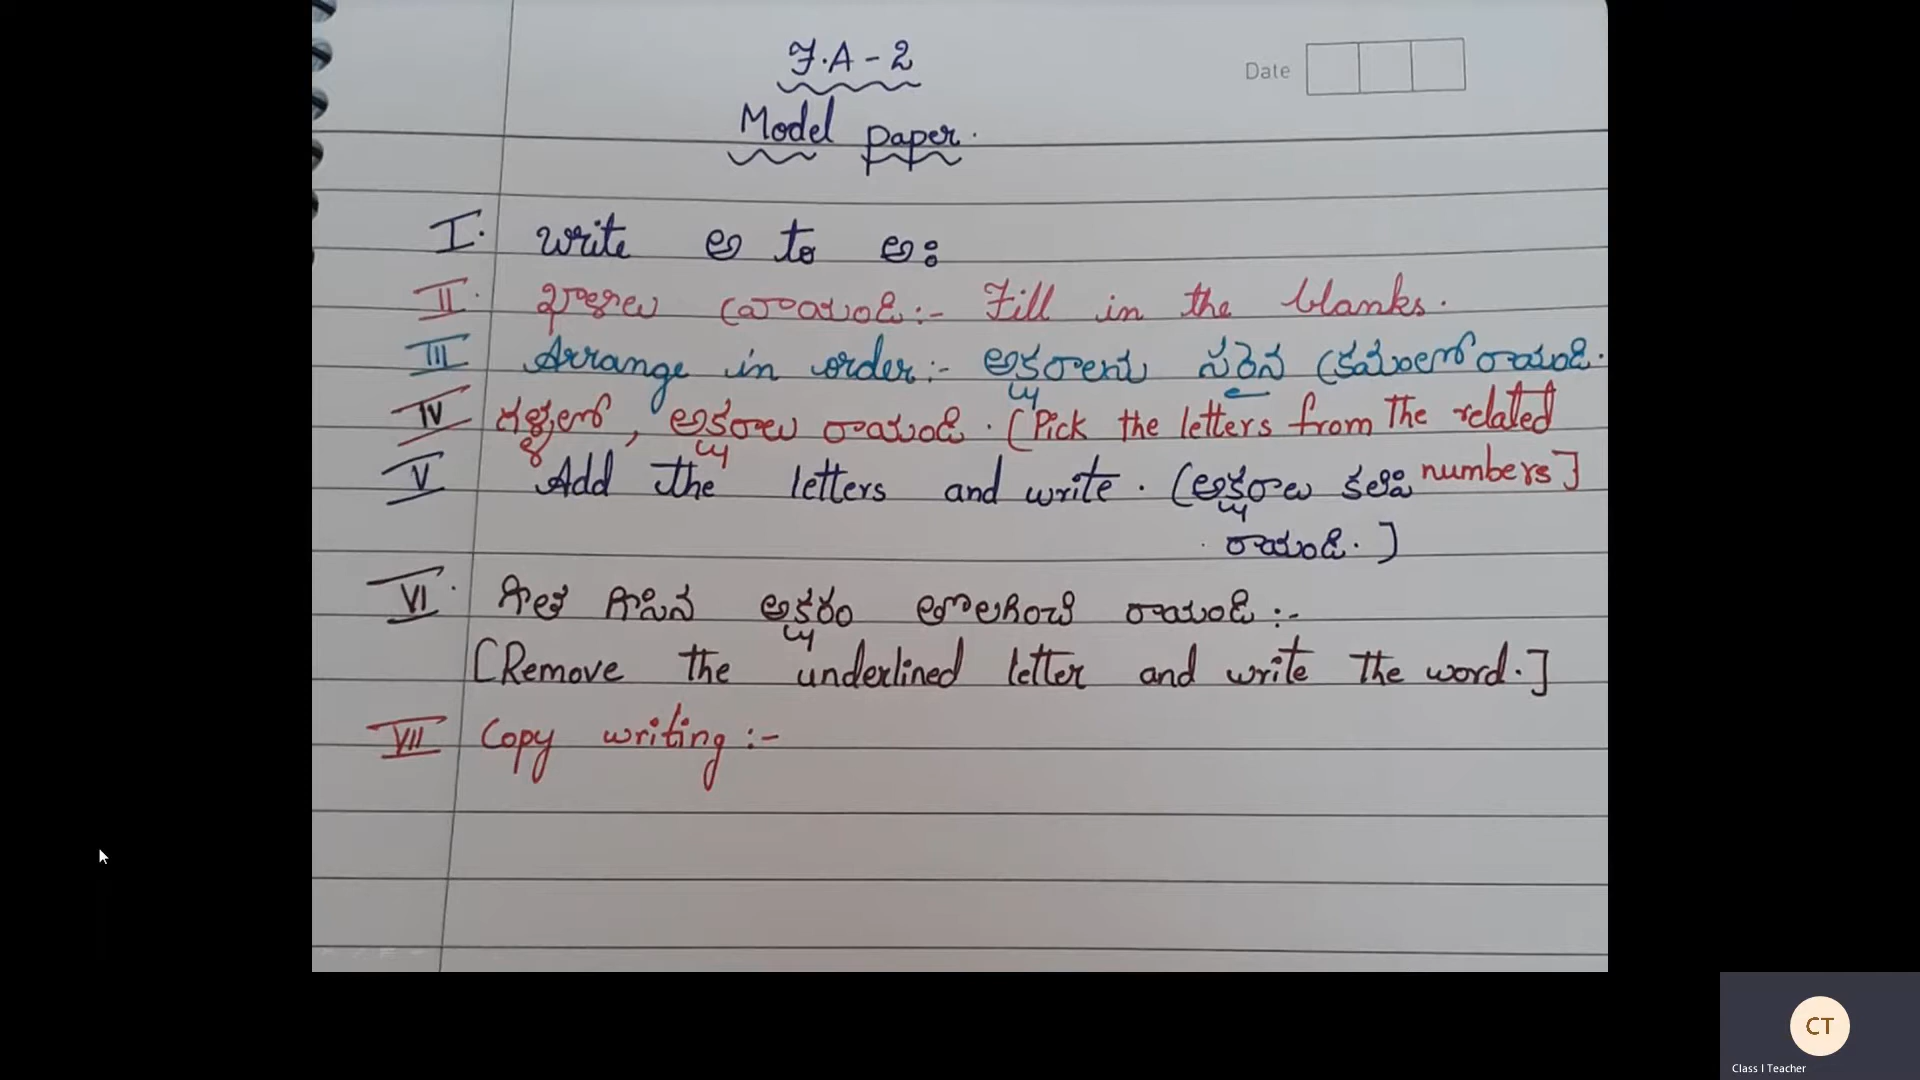 F.A - 2
Date
Model paper.
I. write అ to అః
II. ఖాళీలు వ్రాయండి :- Fill in the blanks.
III Arrange in order :- అక్షరాలను సరైన క్రమంలో రాయండి.
IV అక్షరాలు రాయండి. [Pick the letters from the related
numbers]
V Add the letters and write. (అక్షరాలు కలిపి
రాయండి.]
VI. గీత గీసిన అక్షరం తొలగించి రాయండి :-
[Remove the underlined letter and write the word.]
VII Copy writing :-
CT
Class I Teacher